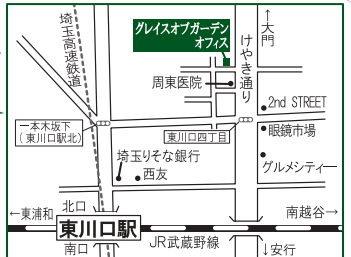 埼玉高速鉄道
グレイスオブガーデン
オフィス
↑大門
けやき通り
周東医院
2nd STREET
一本木坂下
(東川口駅北)
東川口四丁目
眼鏡市場
埼玉りそな銀行
グルメシティー
西友
←東浦和
北口
南越谷→
東川口駅
南口
JR武蔵野線
↓安行